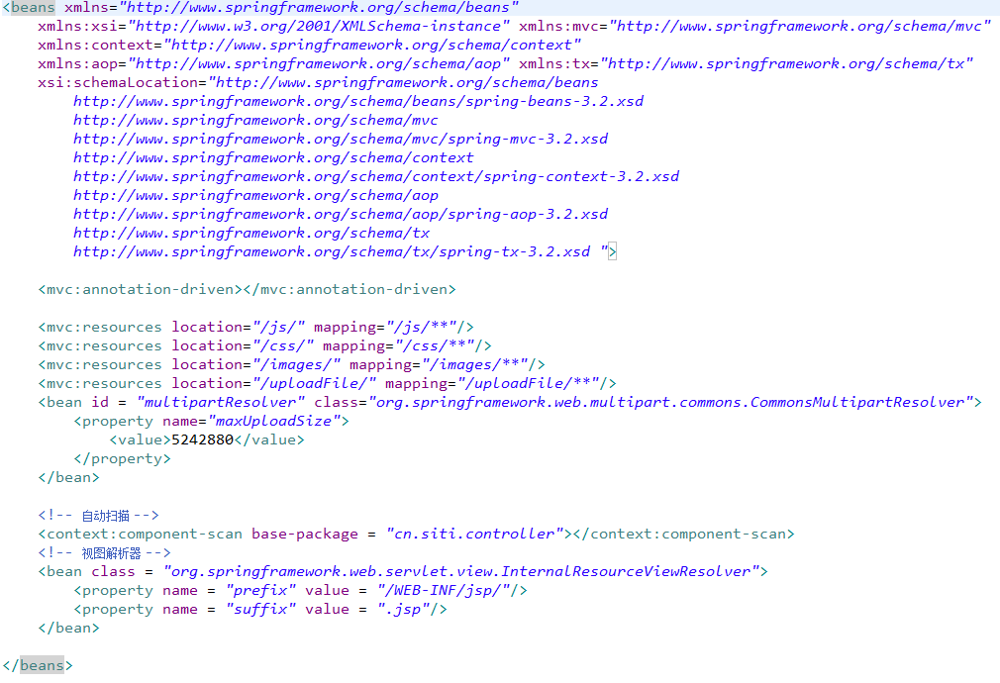 <beans xmlns="http://www.springframework.org/schema/beans"
    xmlns:xsi="http://www.w3.org/2001/XMLSchema-instance" xmlns:mvc="http://www.springframework.org/schema/mvc"
    xmlns:context="http://www.springframework.org/schema/context"
    xmlns:aop="http://www.springframework.org/schema/aop" xmlns:tx="http://www.springframework.org/schema/tx"
    xsi:schemaLocation="http://www.springframework.org/schema/beans
        http://www.springframework.org/schema/beans/spring-beans-3.2.xsd
        http://www.springframework.org/schema/mvc
        http://www.springframework.org/schema/mvc/spring-mvc-3.2.xsd
        http://www.springframework.org/schema/context
        http://www.springframework.org/schema/context/spring-context-3.2.xsd
        http://www.springframework.org/schema/aop
        http://www.springframework.org/schema/aop/spring-aop-3.2.xsd
        http://www.springframework.org/schema/tx
        http://www.springframework.org/schema/tx/spring-tx-3.2.xsd ">

    <mvc:annotation-driven></mvc:annotation-driven>

    <mvc:resources location="/js/" mapping="/js/**"/>
    <mvc:resources location="/css/" mapping="/css/**"/>
    <mvc:resources location="/images/" mapping="/images/**"/>
    <mvc:resources location="/uploadFile/" mapping="/uploadFile/**"/>
    <bean id = "multipartResolver" class="org.springframework.web.multipart.commons.CommonsMultipartResolver">
        <property name="maxUploadSize">
            <value>5242880</value>
        </property>
    </bean>

    <!-- 自动扫描 -->
    <context:component-scan base-package = "cn.siti.controller"></context:component-scan>
    <!-- 视图解析器 -->
    <bean class = "org.springframework.web.servlet.view.InternalResourceViewResolver">
        <property name = "prefix" value = "/WEB-INF/jsp/"/>
        <property name = "suffix" value = ".jsp"/>
    </bean>

</beans>